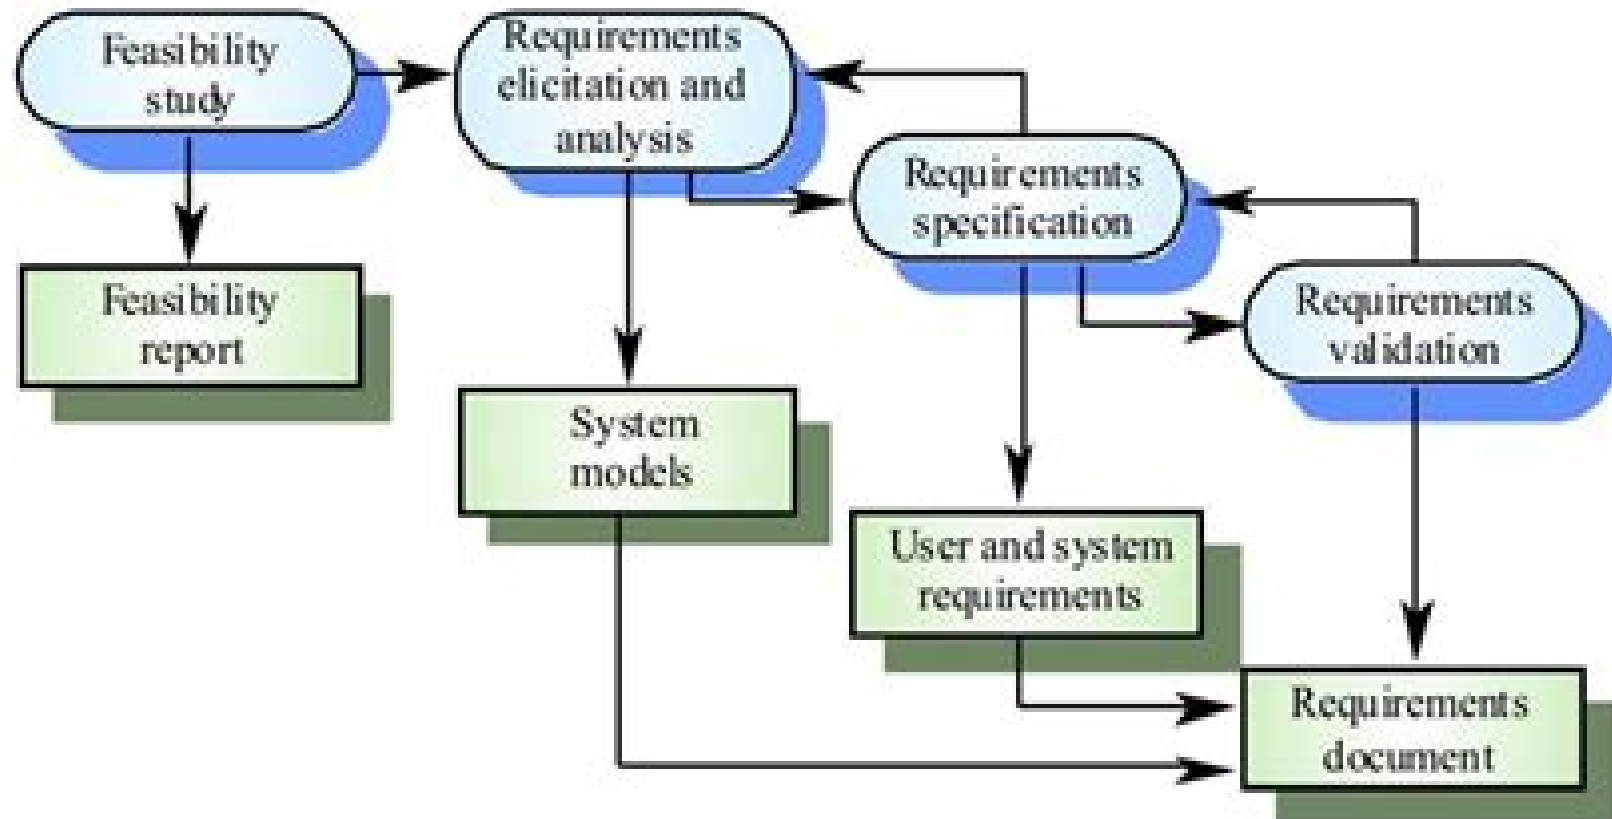 Feasibility
study
Requirements
elicitation and
analysis
Requirements
specification
Requirements
validation
Feasibility
report
System
models
User and system
requirements
Requirements
document